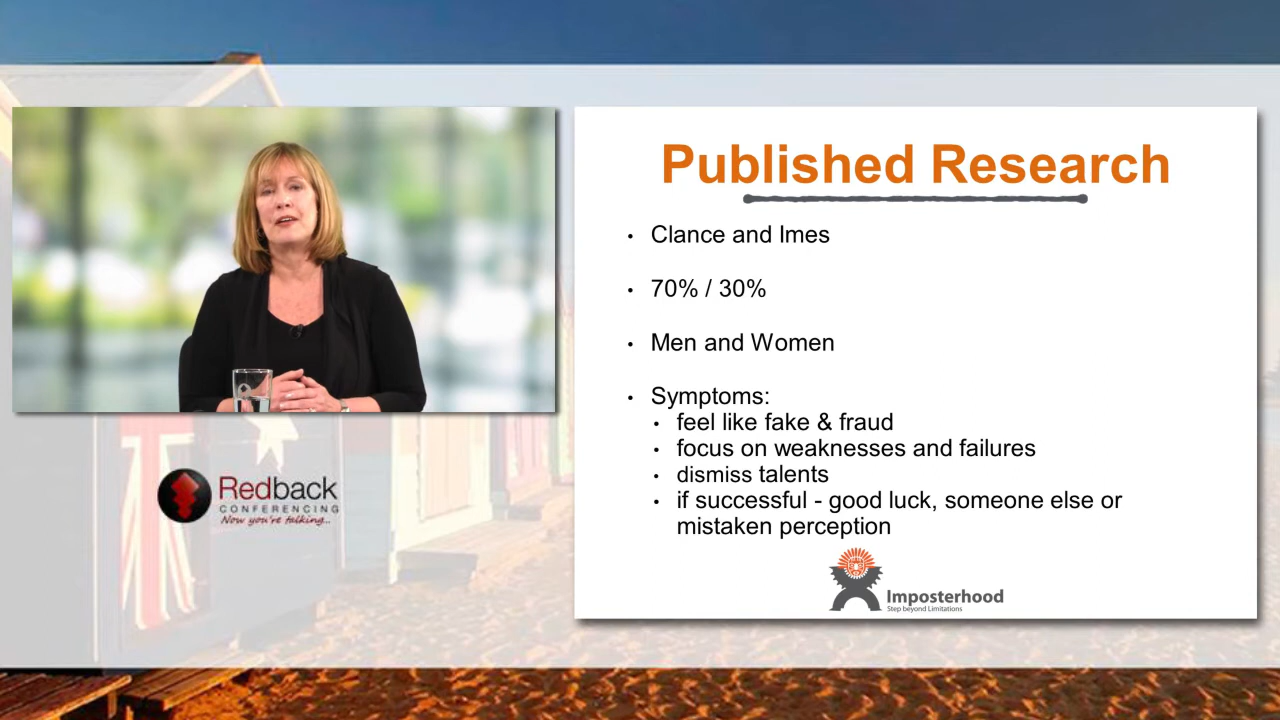 Published Research
• Clance and Imes
• 70% / 30%
• Men and Women
• Symptoms:
• feel like fake & fraud
• focus on weaknesses and failures
• dismiss talents
• if successful - good luck, someone else or
mistaken perception
Imposterhood
Step beyond Limitations
Redback
CONFERENCING
Now you're talking...